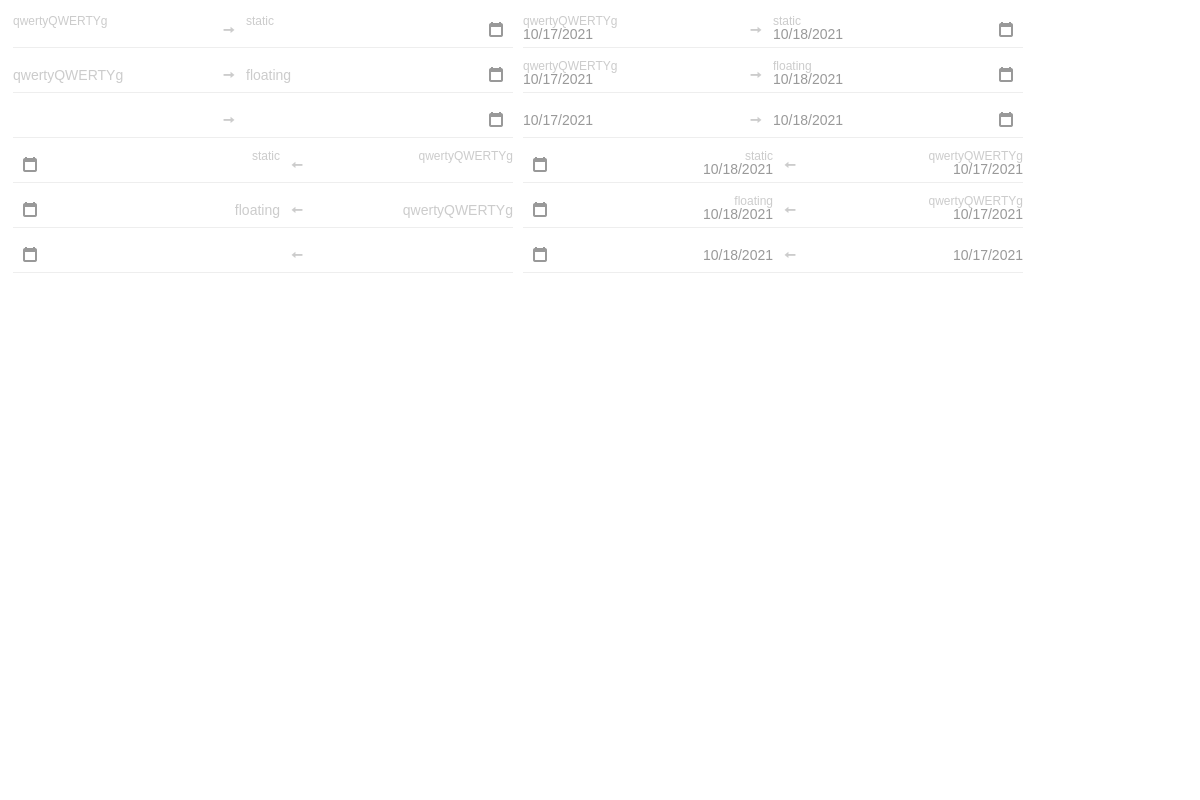 qwertyQWERTYg static qwertyQWERTYg static
10/17/2021 10/18/2021
qwertyQWERTYg floating qwertyQWERTYg floating
10/17/2021 10/18/2021
10/17/2021 10/18/2021
static qwertyQWERTYg static qwertyQWERTYg
10/18/2021 10/17/2021
floating qwertyQWERTYg floating qwertyQWERTYg
10/18/2021 10/17/2021
10/18/2021 10/17/2021